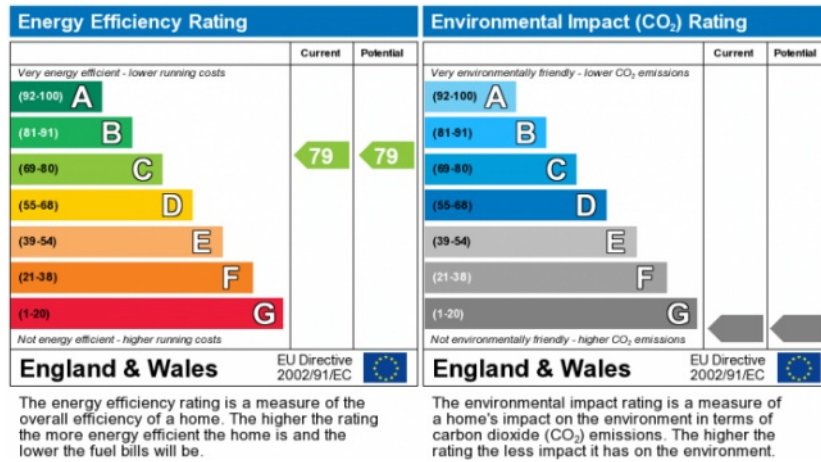 Energy Efficiency Rating
Current Potential
Very energy efficient - lower running costs
(92-100) A
(81-91) B
(69-80) C
79 79
(55-68) D
(39-54) E
(21-38) F
(1-20) G
Not energy efficient - higher running costs
England & Wales
EU Directive
2002/91/EC
The energy efficiency rating is a measure of the
overall efficiency of a home. The higher the rating
the more energy efficient the home is and the
lower the fuel bills will be.
Environmental Impact (CO₂) Rating
Current Potential
Very environmentally friendly - lower CO₂ emissions
(92-100) A
(81-91) B
(69-80) C
(55-68) D
(39-54) E
(21-38) F
(1-20) G
Not environmentally friendly - higher CO₂ emissions
England & Wales
EU Directive
2002/91/EC
The environmental impact rating is a measure of
a home's impact on the environment in terms of
carbon dioxide (CO₂) emissions. The higher the
rating the less impact it has on the environment.